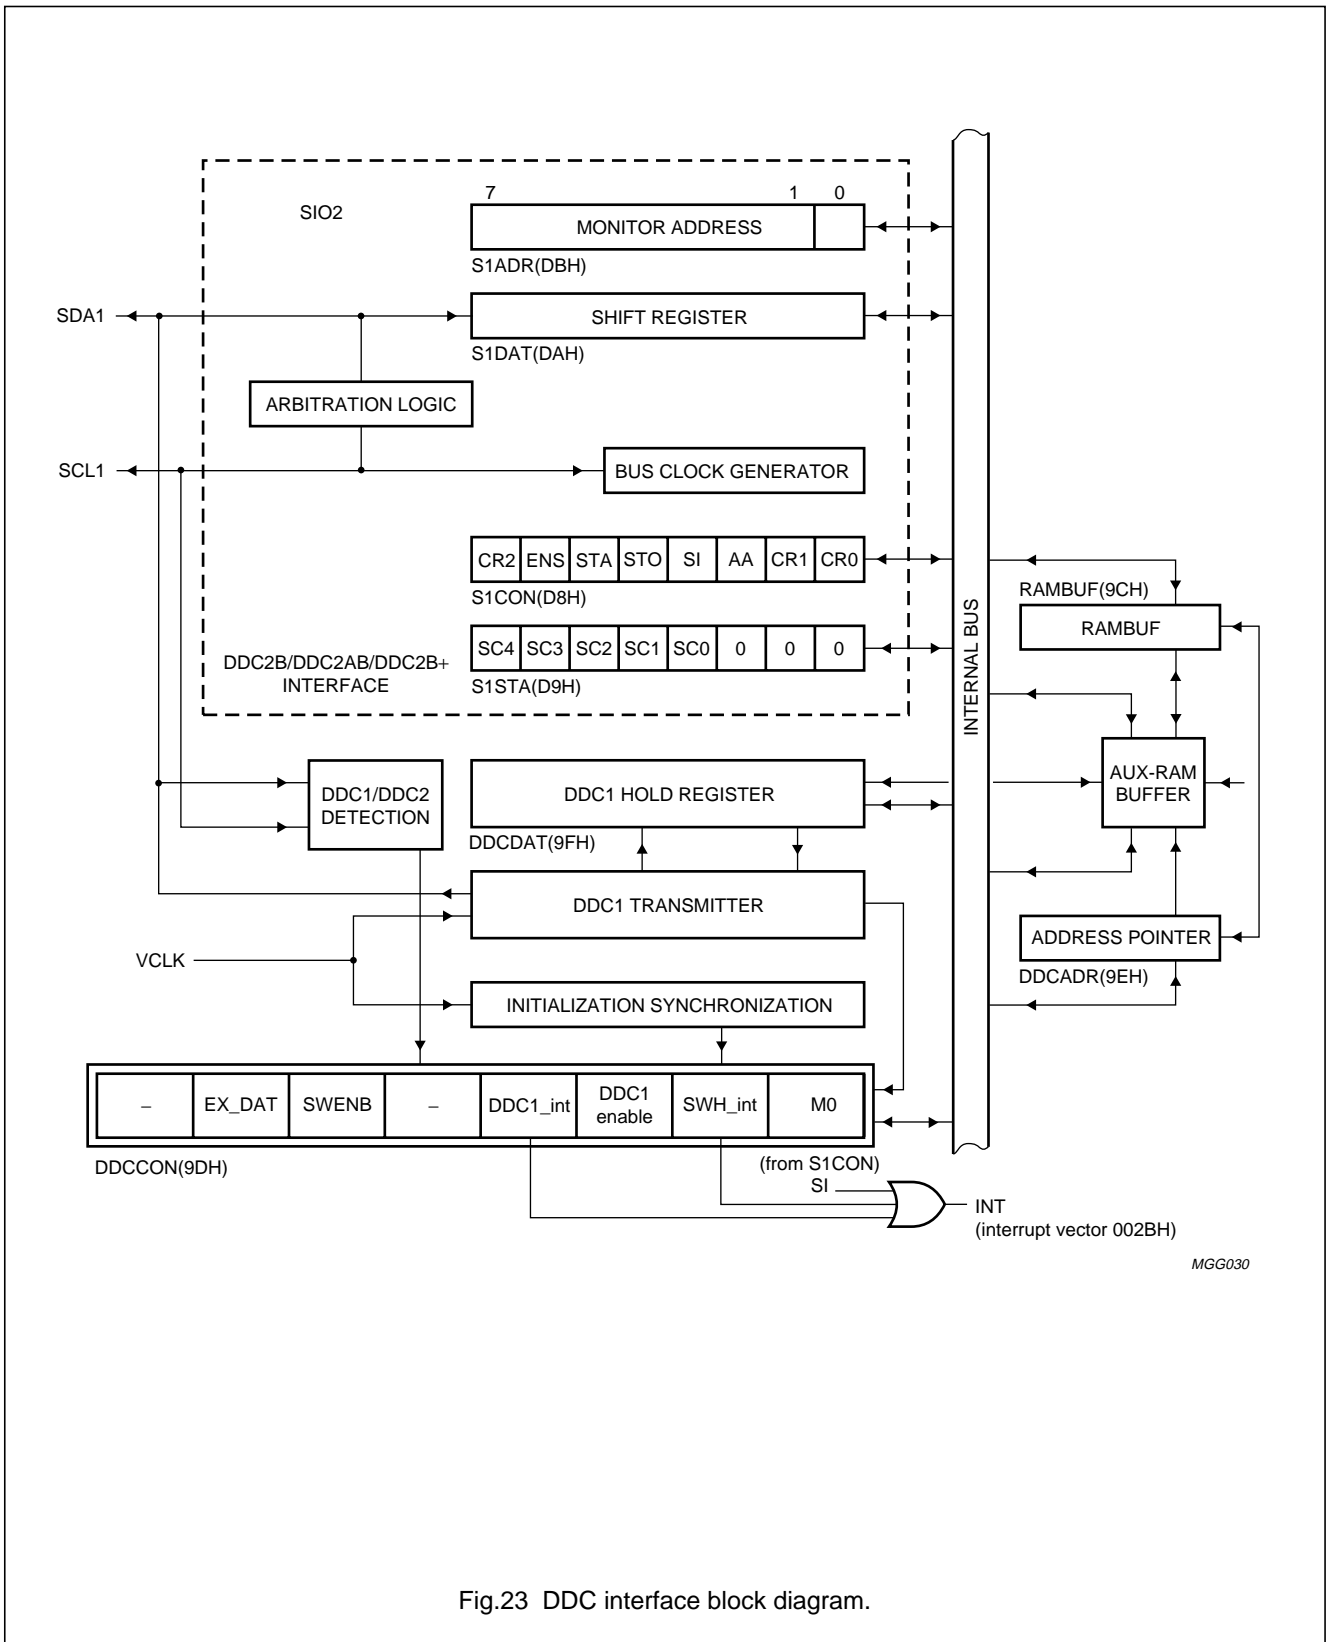 7 1 0
SIO2
MONITOR ADDRESS
S1ADR(DBH)
SDA1
SHIFT REGISTER
S1DAT(DAH)
ARBITRATION LOGIC
SCL1
BUS CLOCK GENERATOR
CR2 ENS STA STO SI AA CR1 CR0
S1CON(D8H)
SC4 SC3 SC2 SC1 SC0 0 0 0
S1STA(D9H)
DDC2B/DDC2AB/DDC2B+
INTERFACE
INTERNAL BUS
RAMBUF(9CH)
RAMBUF
AUX-RAM
BUFFER
ADDRESS POINTER
DDCADR(9EH)
DDC1/DDC2
DETECTION
DDC1 HOLD REGISTER
DDCDAT(9FH)
DDC1 TRANSMITTER
VCLK
INITIALIZATION SYNCHRONIZATION
– EX_DAT SWENB – DDC1_int DDC1 enable SWH_int M0
DDCCON(9DH)
(from S1CON)
SI
INT
(interrupt vector 002BH)
MGG030
Fig.23 DDC interface block diagram.